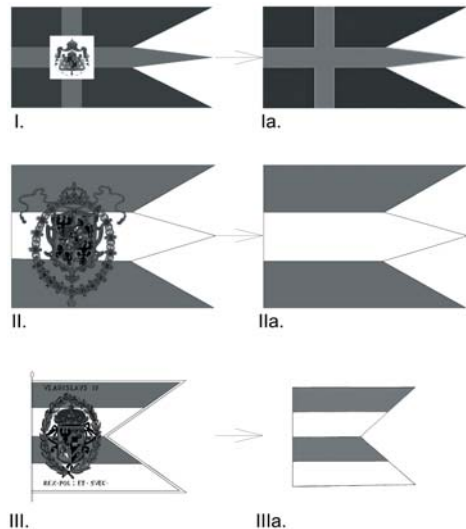 I.
Ia.
II.
IIa.
VLADISLAVS IV
REX·POL:ET·SVEC·
III.
IIIa.